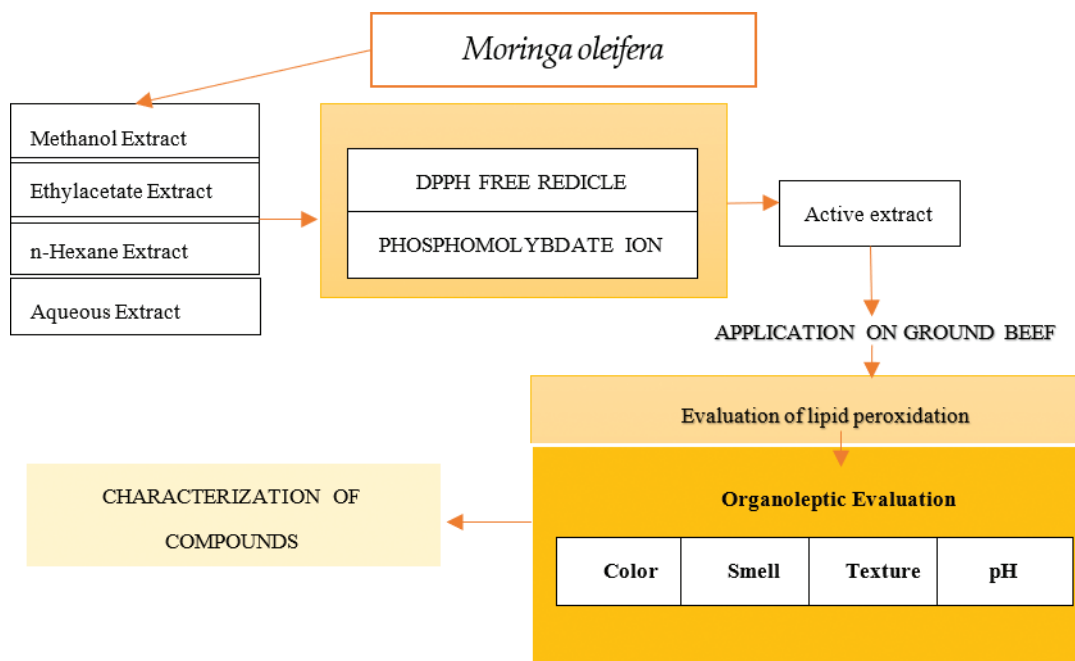 Moringa oleifera
Methanol Extract
Ethylacetate Extract
n-Hexane Extract
Aqueous Extract
DPPH FREE REDICLE
PHOSPHOMOLYBDATE ION
Active extract
APPLICATION ON GROUND BEEF
Evaluation of lipid peroxidation
Organoleptic Evaluation
Color Smell Texture pH
CHARACTERIZATION OF
COMPOUNDS